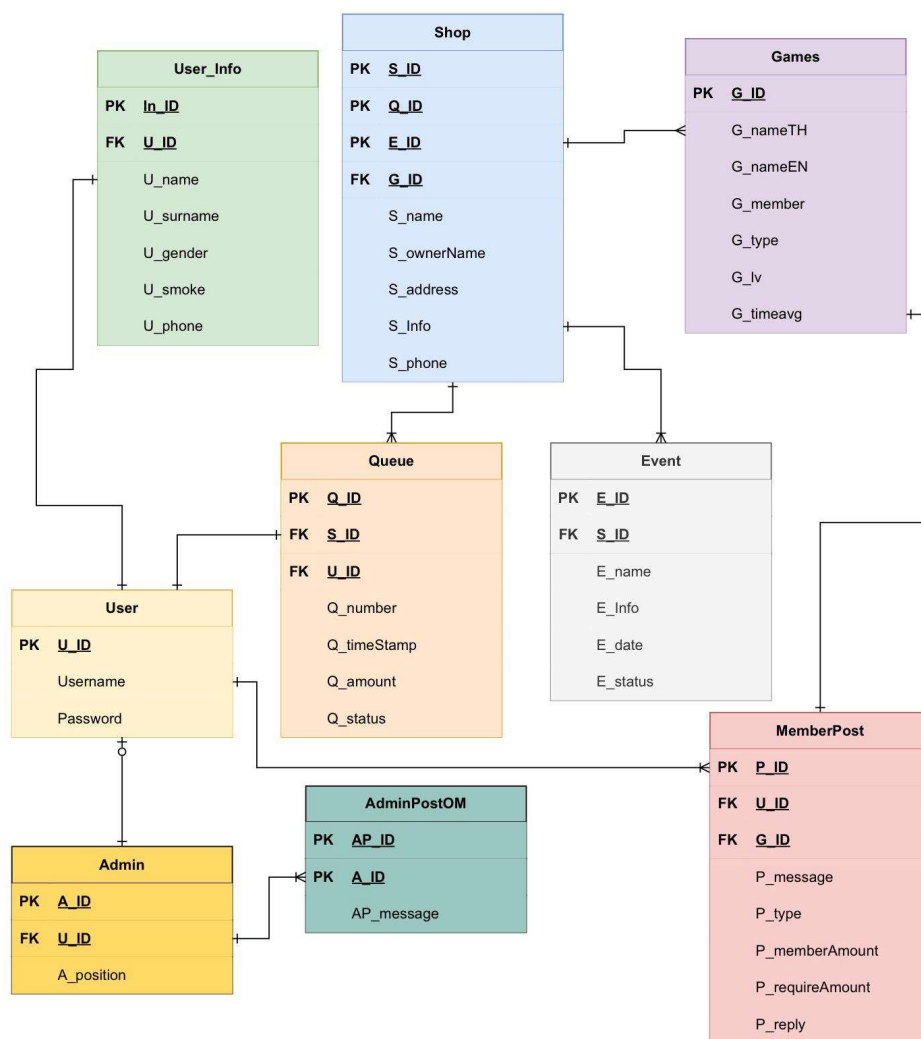 Shop
PK S_ID
PK Q_ID
PK E_ID
FK G_ID
S_name
S_ownerName
S_address
S_Info
S_phone
User_Info
PK In_ID
FK U_ID
U_name
U_surname
U_gender
U_smoke
U_phone
Games
PK G_ID
G_nameTH
G_nameEN
G_member
G_type
G_lv
G_timeavg
Queue
PK Q_ID
FK S_ID
FK U_ID
Q_number
Q_timeStamp
Q_amount
Q_status
Event
PK E_ID
FK S_ID
E_name
E_Info
E_date
E_status
User
PK U_ID
Username
Password
MemberPost
PK P_ID
FK U_ID
FK G_ID
P_message
P_type
P_memberAmount
P_requireAmount
P_reply
AdminPostOM
PK AP_ID
PK A_ID
AP_message
Admin
PK A_ID
FK U_ID
A_position